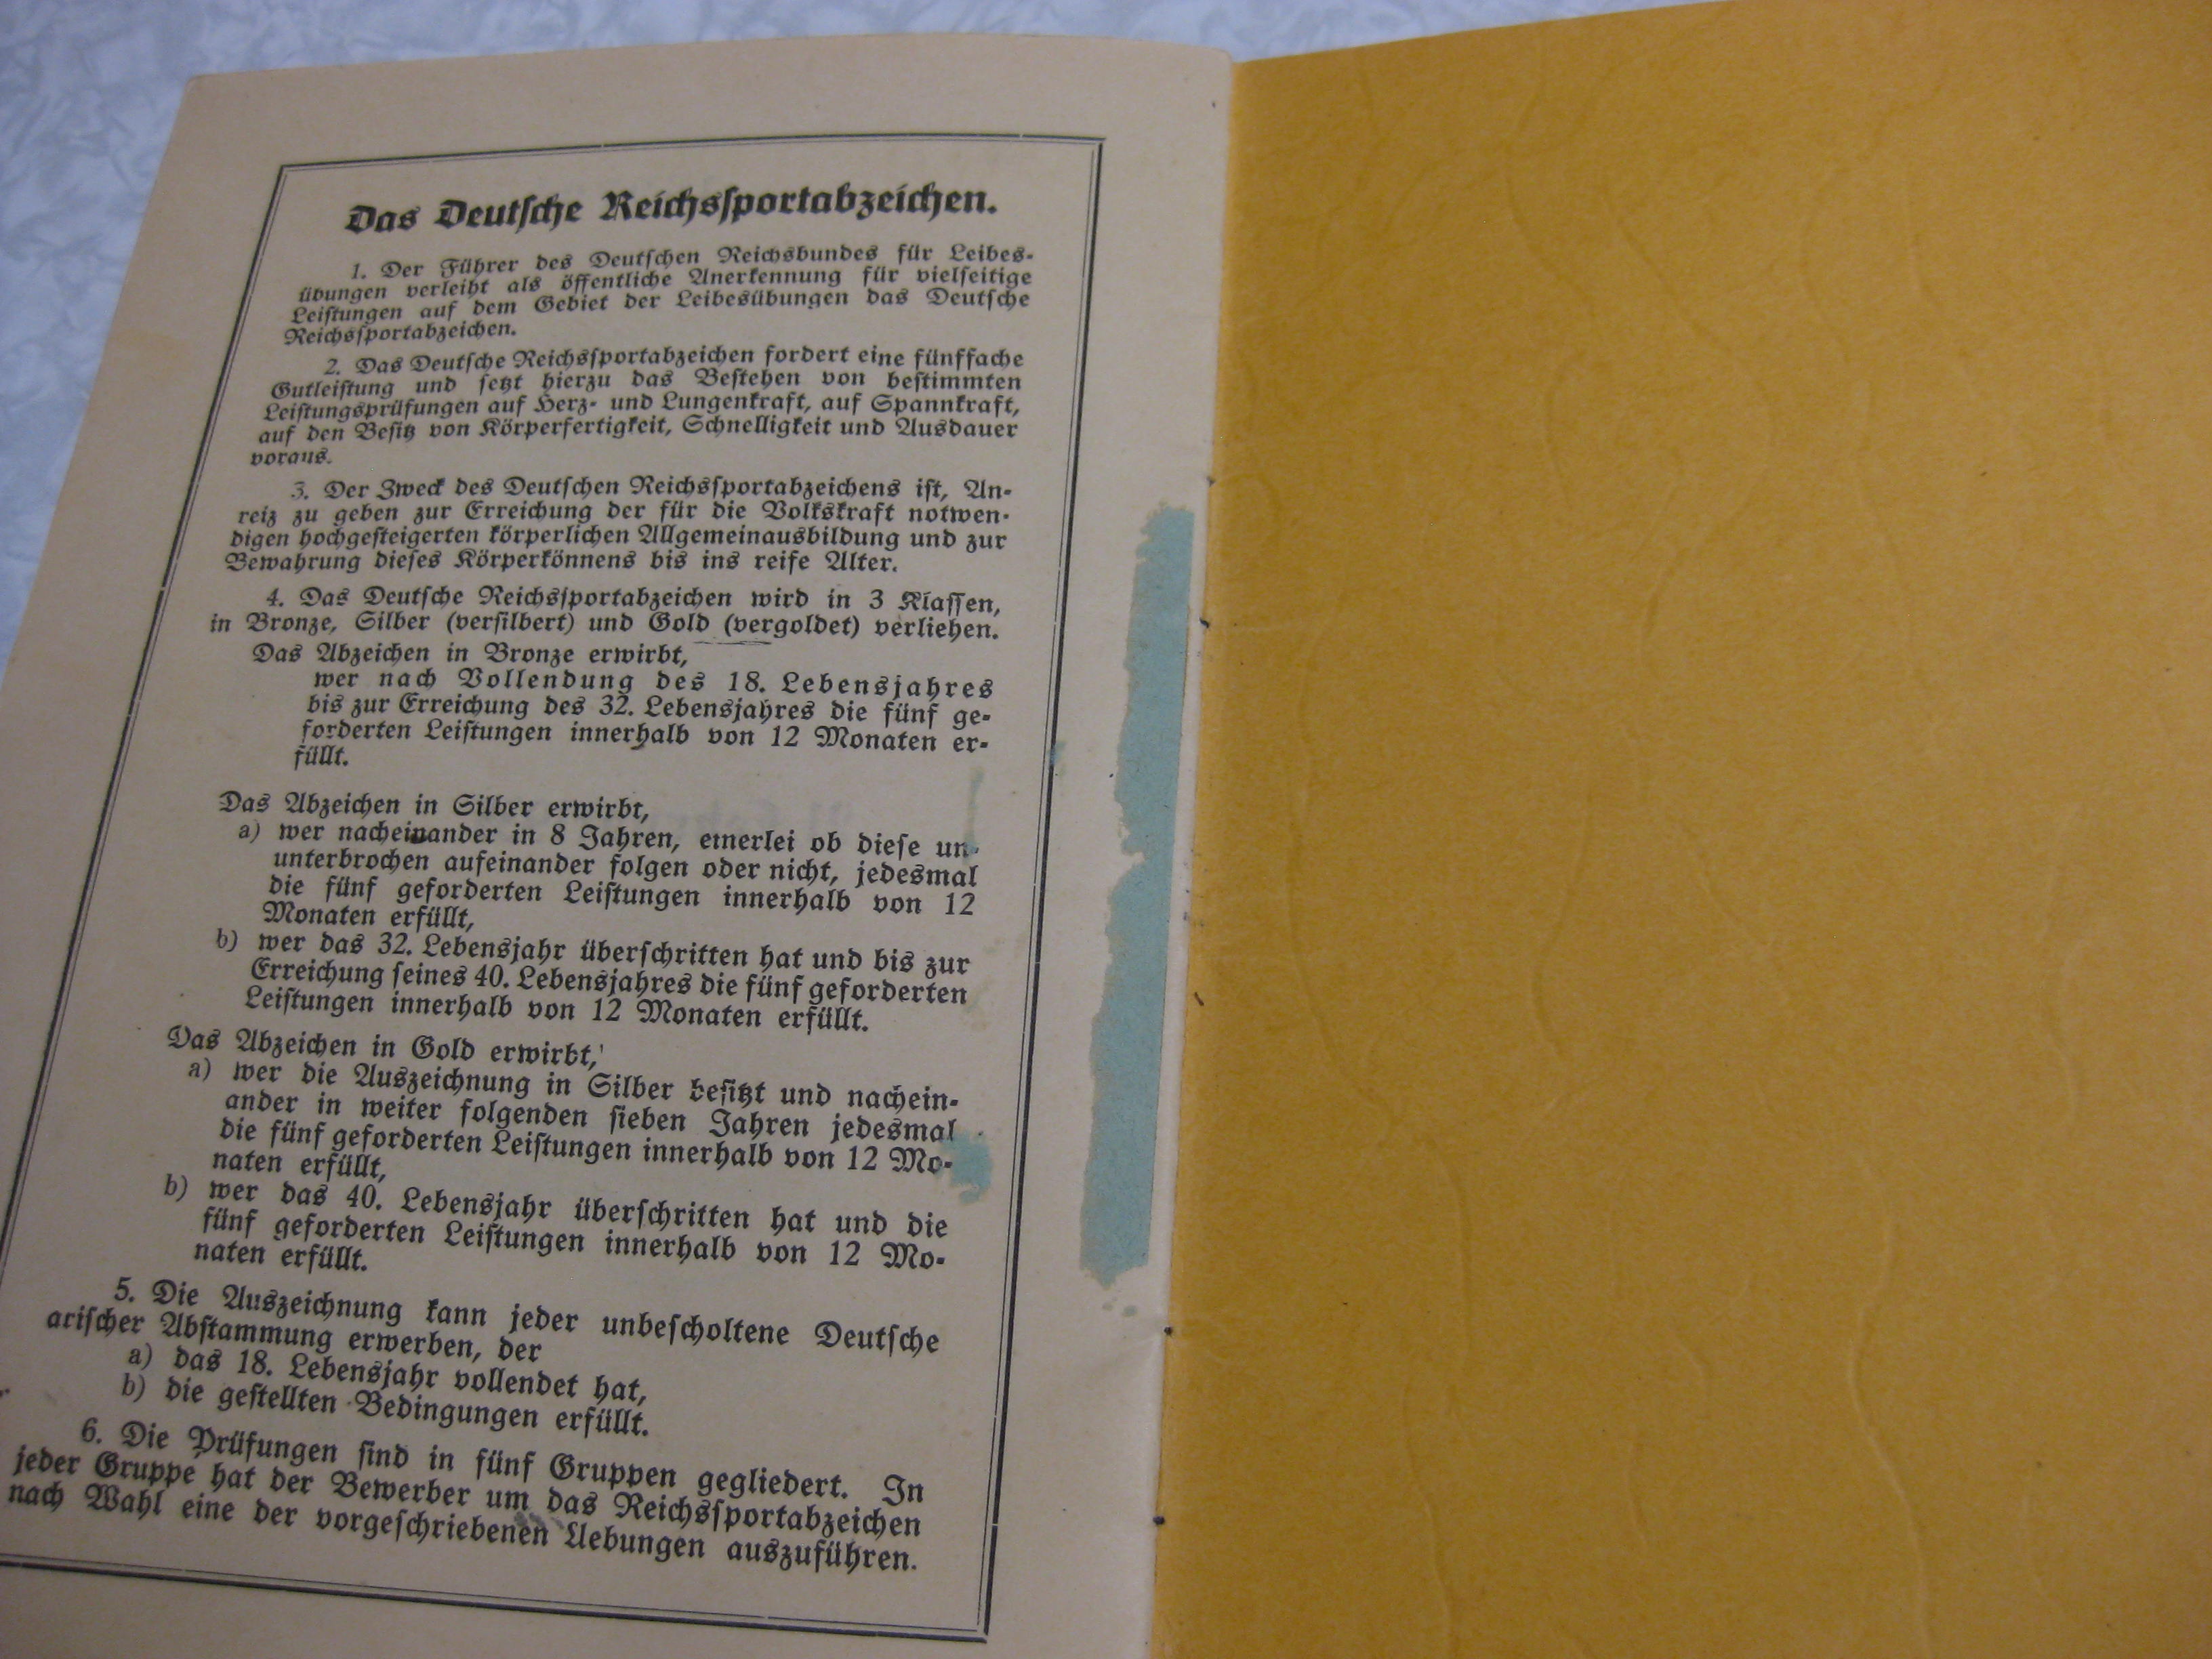 Das Deutsche Reichssportabzeichen.
1. Der Führer des Deutschen Reichsbundes für Leibes-
übungen verleiht als öffentliche Anerkennung für vielseitige
Leistungen auf dem Gebiet der Leibesübungen das Deutsche
Reichssportabzeichen.
2. Das Deutsche Reichssportabzeichen fordert eine fünffache
Gutleistung und setzt hierzu das Bestehen von bestimmten
Leistungsprüfungen auf Herz- und Lungenkraft, auf Spannkraft,
auf den Besitz von Körperfertigkeit, Schnelligkeit und Ausdauer
voraus.
3. Der Zweck des Deutschen Reichssportabzeichens ist, An-
reiz zu geben zur Erreichung der für die Volkskraft notwen-
digen hochgesteigerten körperlichen Allgemeinausbildung und zur
Bewahrung dieses Körperkönnens bis ins reife Alter.
4. Das Deutsche Reichssportabzeichen wird in 3 Klassen,
in Bronze, Silber (versilbert) und Gold (vergoldet) verliehen.
Das Abzeichen in Bronze erwirbt,
wer nach Vollendung des 18. Lebensjahres
bis zur Erreichung des 32. Lebensjahres die fünf ge-
forderten Leistungen innerhalb von 12 Monaten er-
füllt.
Das Abzeichen in Silber erwirbt,
a) wer nacheinander in 8 Jahren, einerlei ob diese un-
unterbrochen aufeinander folgen oder nicht, jedesmal
die fünf geforderten Leistungen innerhalb von 12
Monaten erfüllt,
b) wer das 32. Lebensjahr überschritten hat und bis zur
Erreichung seines 40. Lebensjahres die fünf geforderten
Leistungen innerhalb von 12 Monaten erfüllt.
Das Abzeichen in Gold erwirbt,
a) wer die Auszeichnung in Silber besitzt und nachein-
ander in weiter folgenden sieben Jahren jedesmal
die fünf geforderten Leistungen innerhalb von 12 Mo-
naten erfüllt,
b) wer das 40. Lebensjahr überschritten hat und die
fünf geforderten Leistungen innerhalb von 12 Mo-
naten erfüllt.
5. Die Auszeichnung kann jeder unbescholtene Deutsche
arischer Abstammung erwerben, der
a) das 18. Lebensjahr vollendet hat,
b) die gestellten Bedingungen erfüllt.
6. Die Prüfungen sind in fünf Gruppen gegliedert. In
jeder Gruppe hat der Bewerber um das Reichssportabzeichen
nach Wahl eine der vorgeschriebenen Uebungen auszuführen.